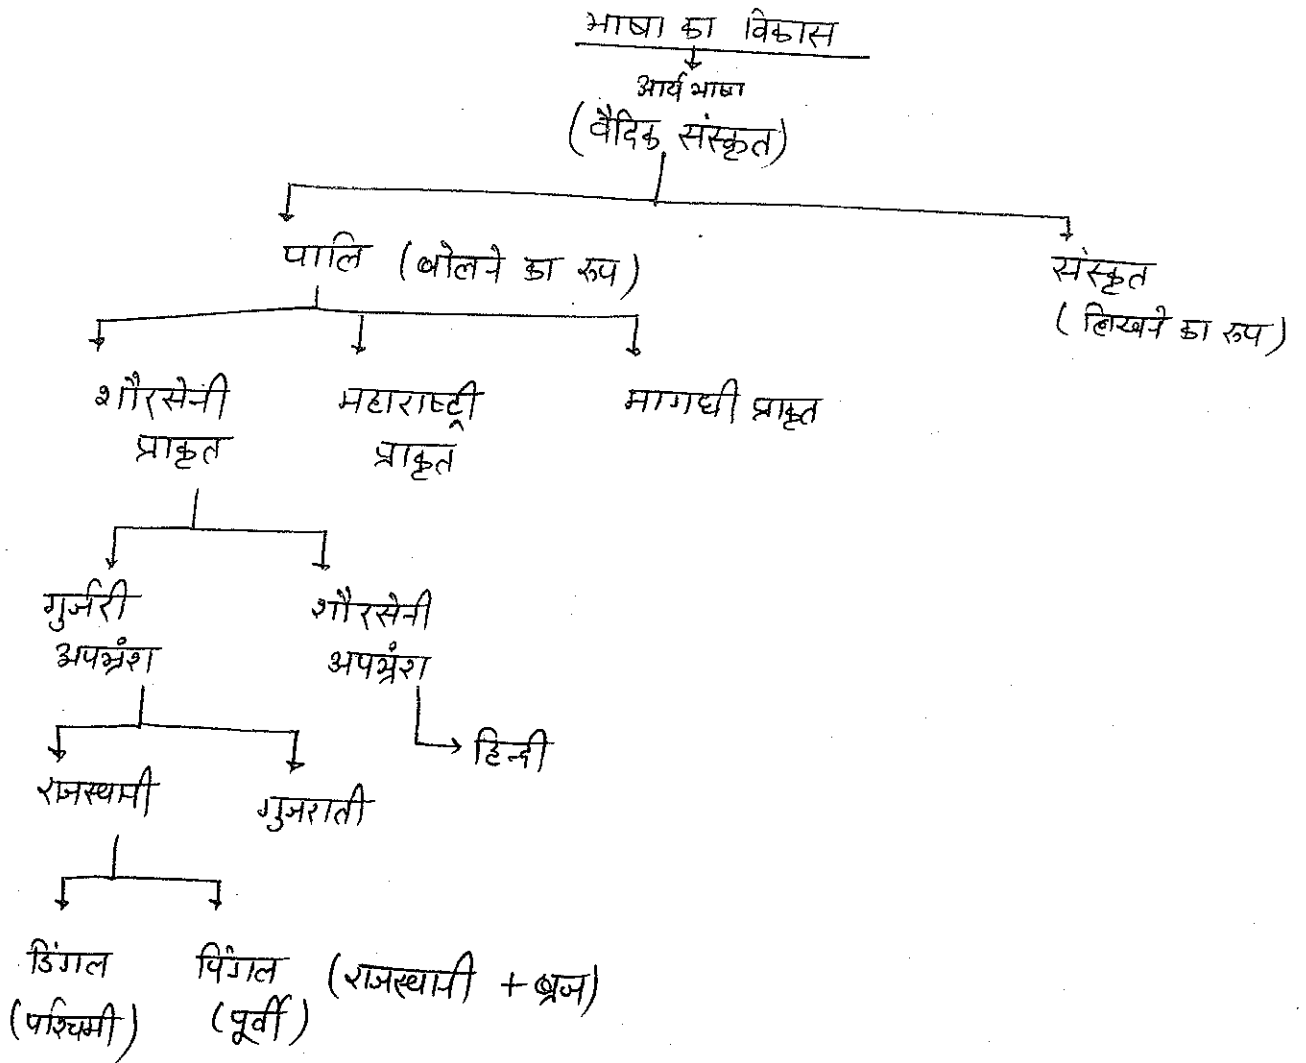 भाषा का विकास
आर्य भाषा
(वैदिक संस्कृत)
पालि (बोलने का रूप)
संस्कृत
(लिखने का रूप)
शौरसेनी
प्राकृत
महाराष्ट्री
प्राकृत
मागधी प्राकृत
गुर्जरी
अपभ्रंश
शौरसेनी
अपभ्रंश
हिन्दी
राजस्थानी
गुजराती
डिंगल
(पश्चिमी)
पिंगल
(पूर्वी)
(राजस्थानी + ब्रज)